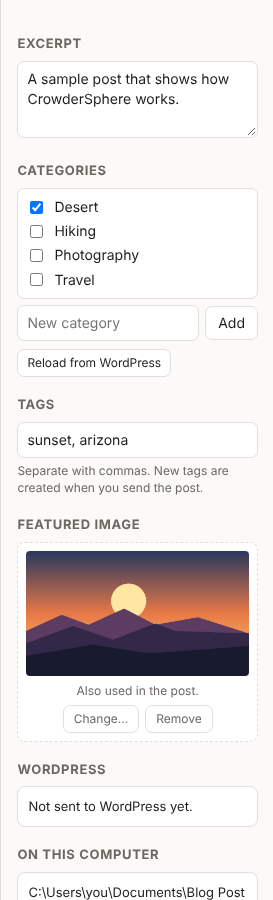 EXCERPT
A sample post that shows how
CrowderSphere works.
CATEGORIES
Desert
Hiking
Photography
Travel
New category
Add
Reload from WordPress
TAGS
sunset, arizona
Separate with commas. New tags are
created when you send the post.
FEATURED IMAGE
Also used in the post.
Change...
Remove
WORDPRESS
Not sent to WordPress yet.
ON THIS COMPUTER
C:\Users\you\Documents\Blog Post